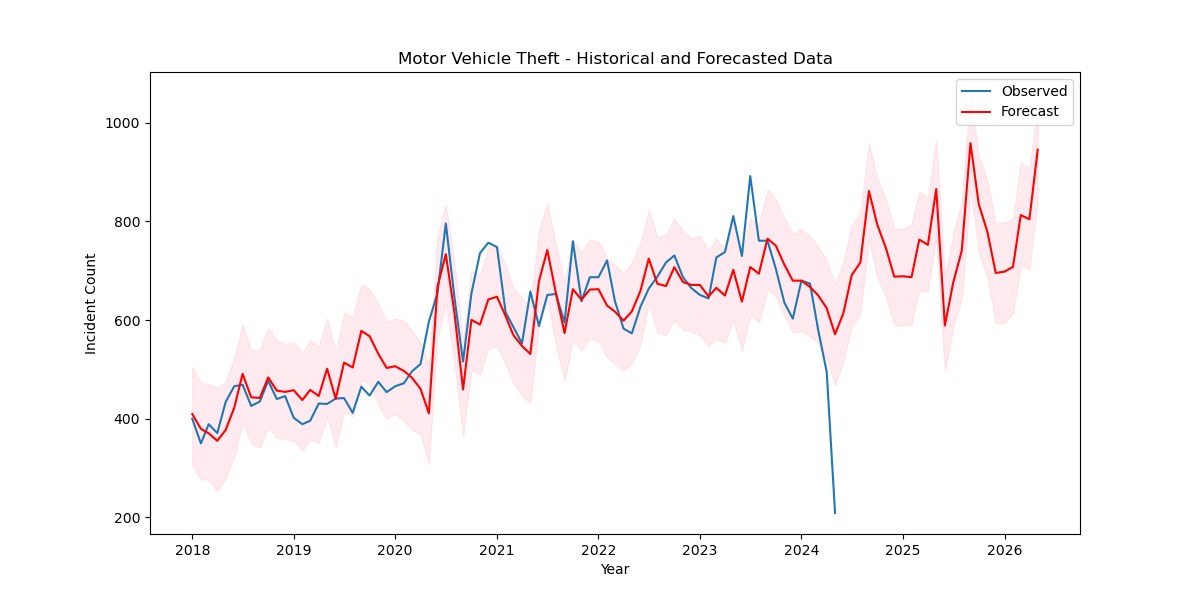 Motor Vehicle Theft - Historical and Forecasted Data
Observed
Forecast
1000
800
600
400
200
Incident Count
2018 2019 2020 2021 2022 2023 2024 2025 2026
Year